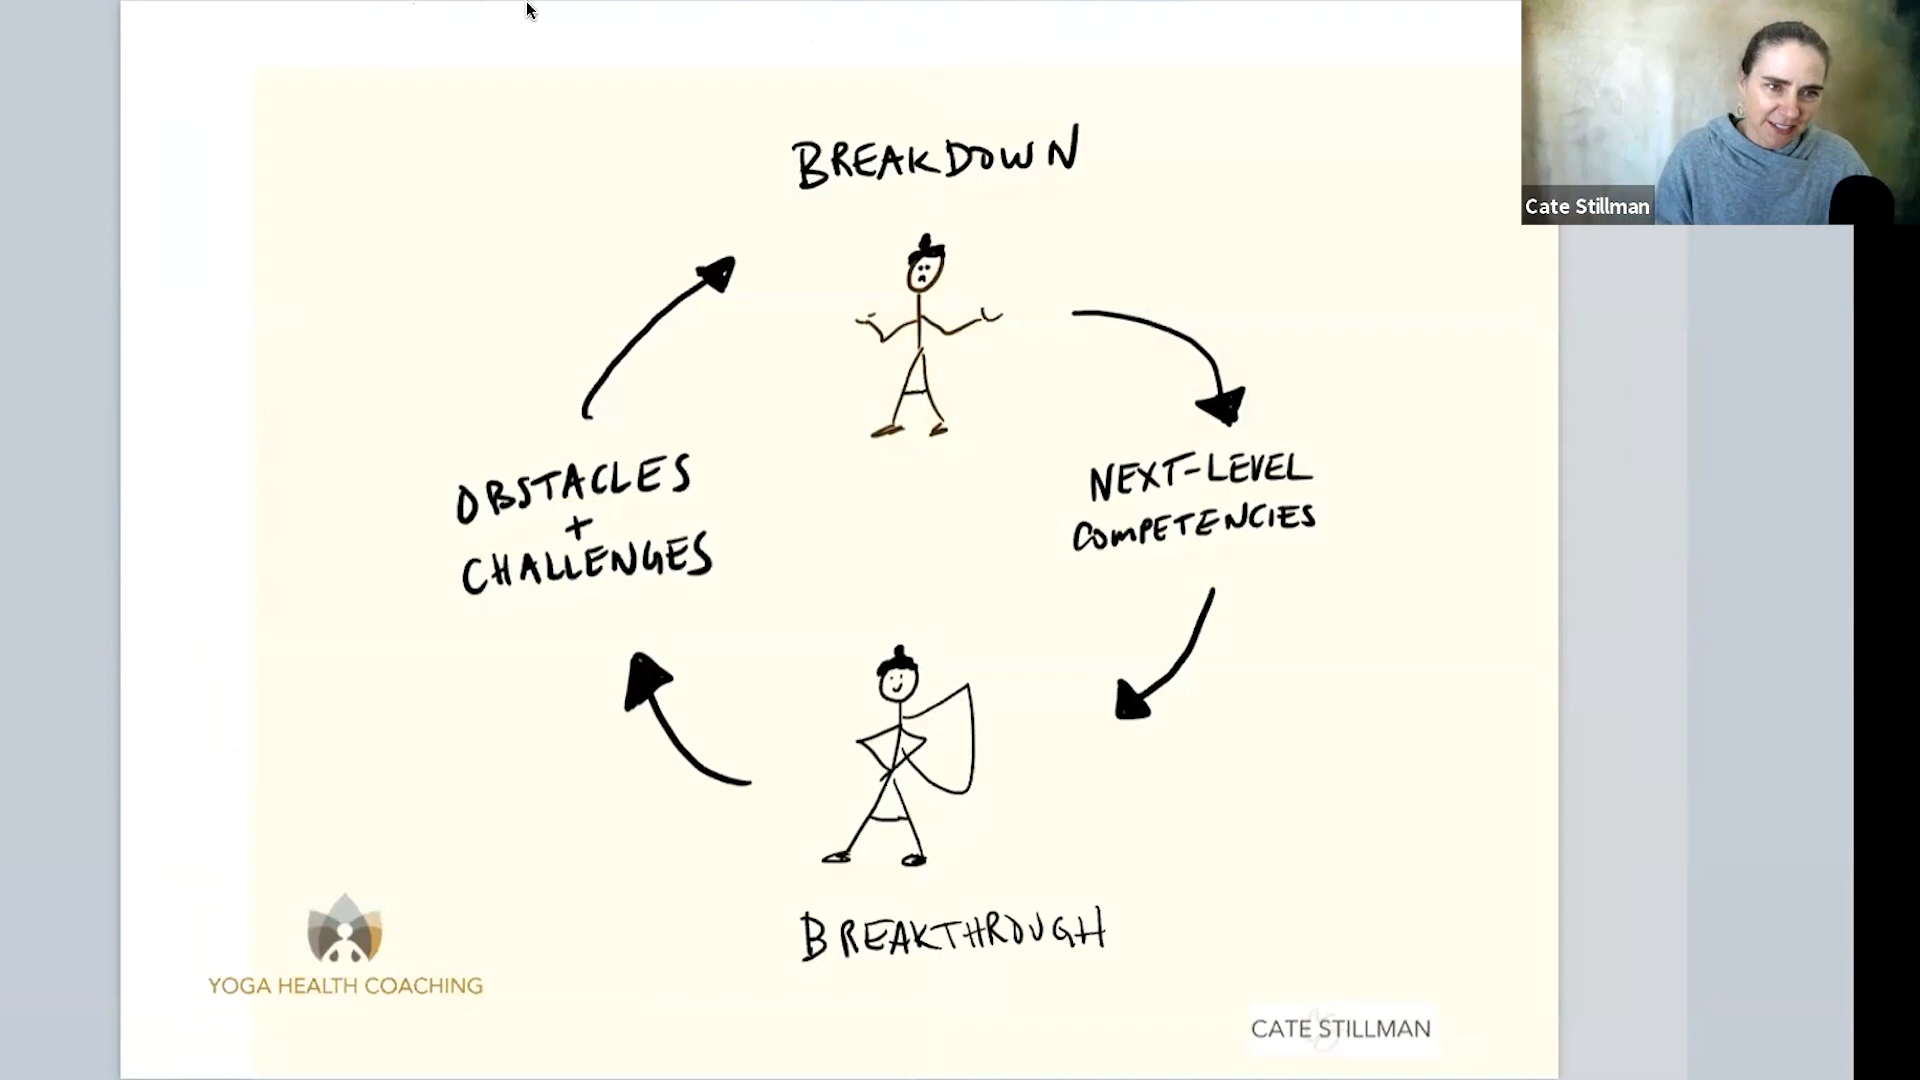 BREAKDOWN
Cate Stillman
OBSTACLES
+
CHALLENGES
NEXT-LEVEL
COMPETENCIES
BREAKTHROUGH
YOGA HEALTH COACHING
CATE STILLMAN